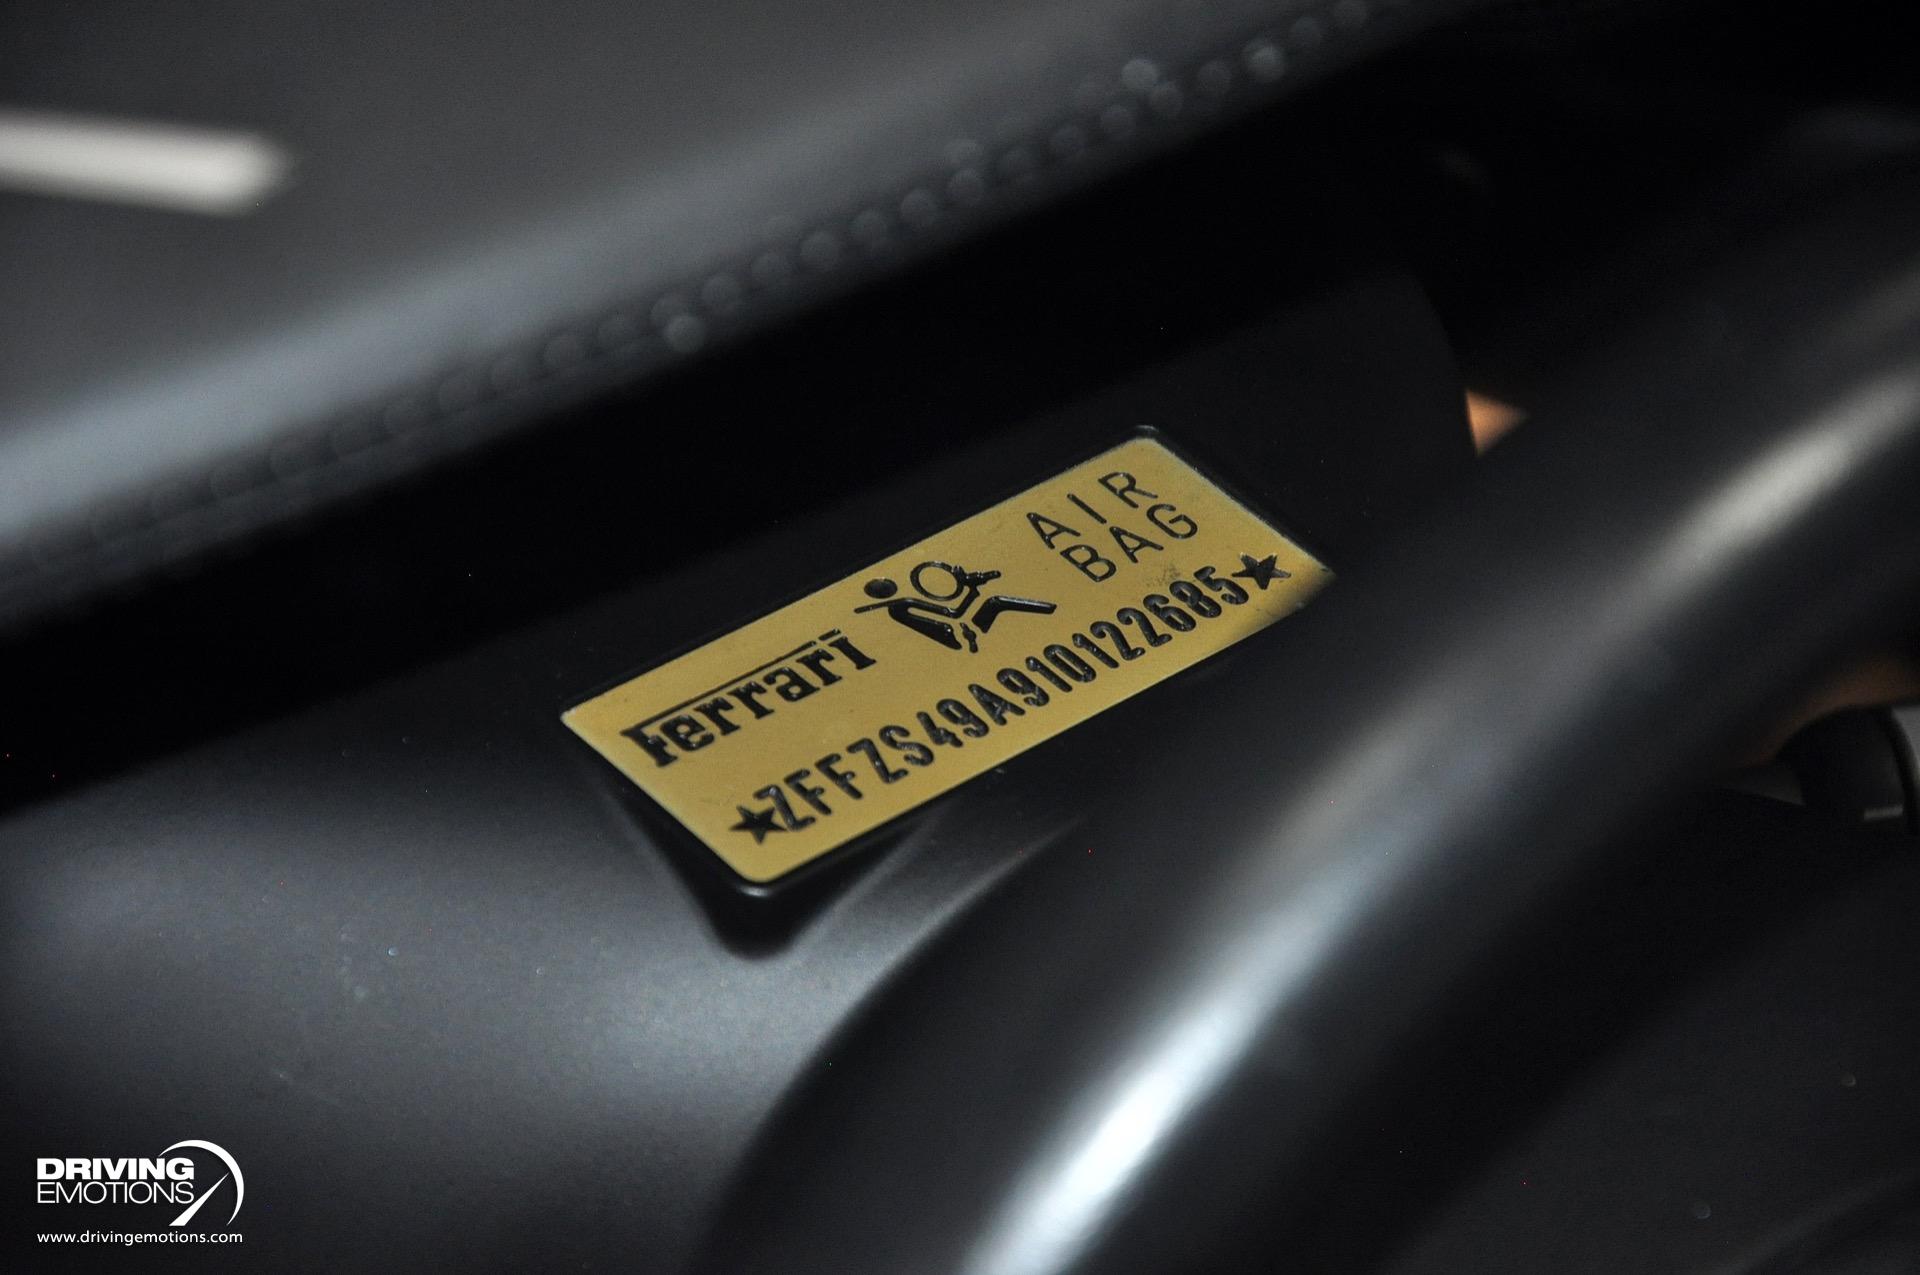 Ferrari
AIR
BAG
★ZFFZS49A910122685★
DRIVING
EMOTIONS
www.drivingemotions.com